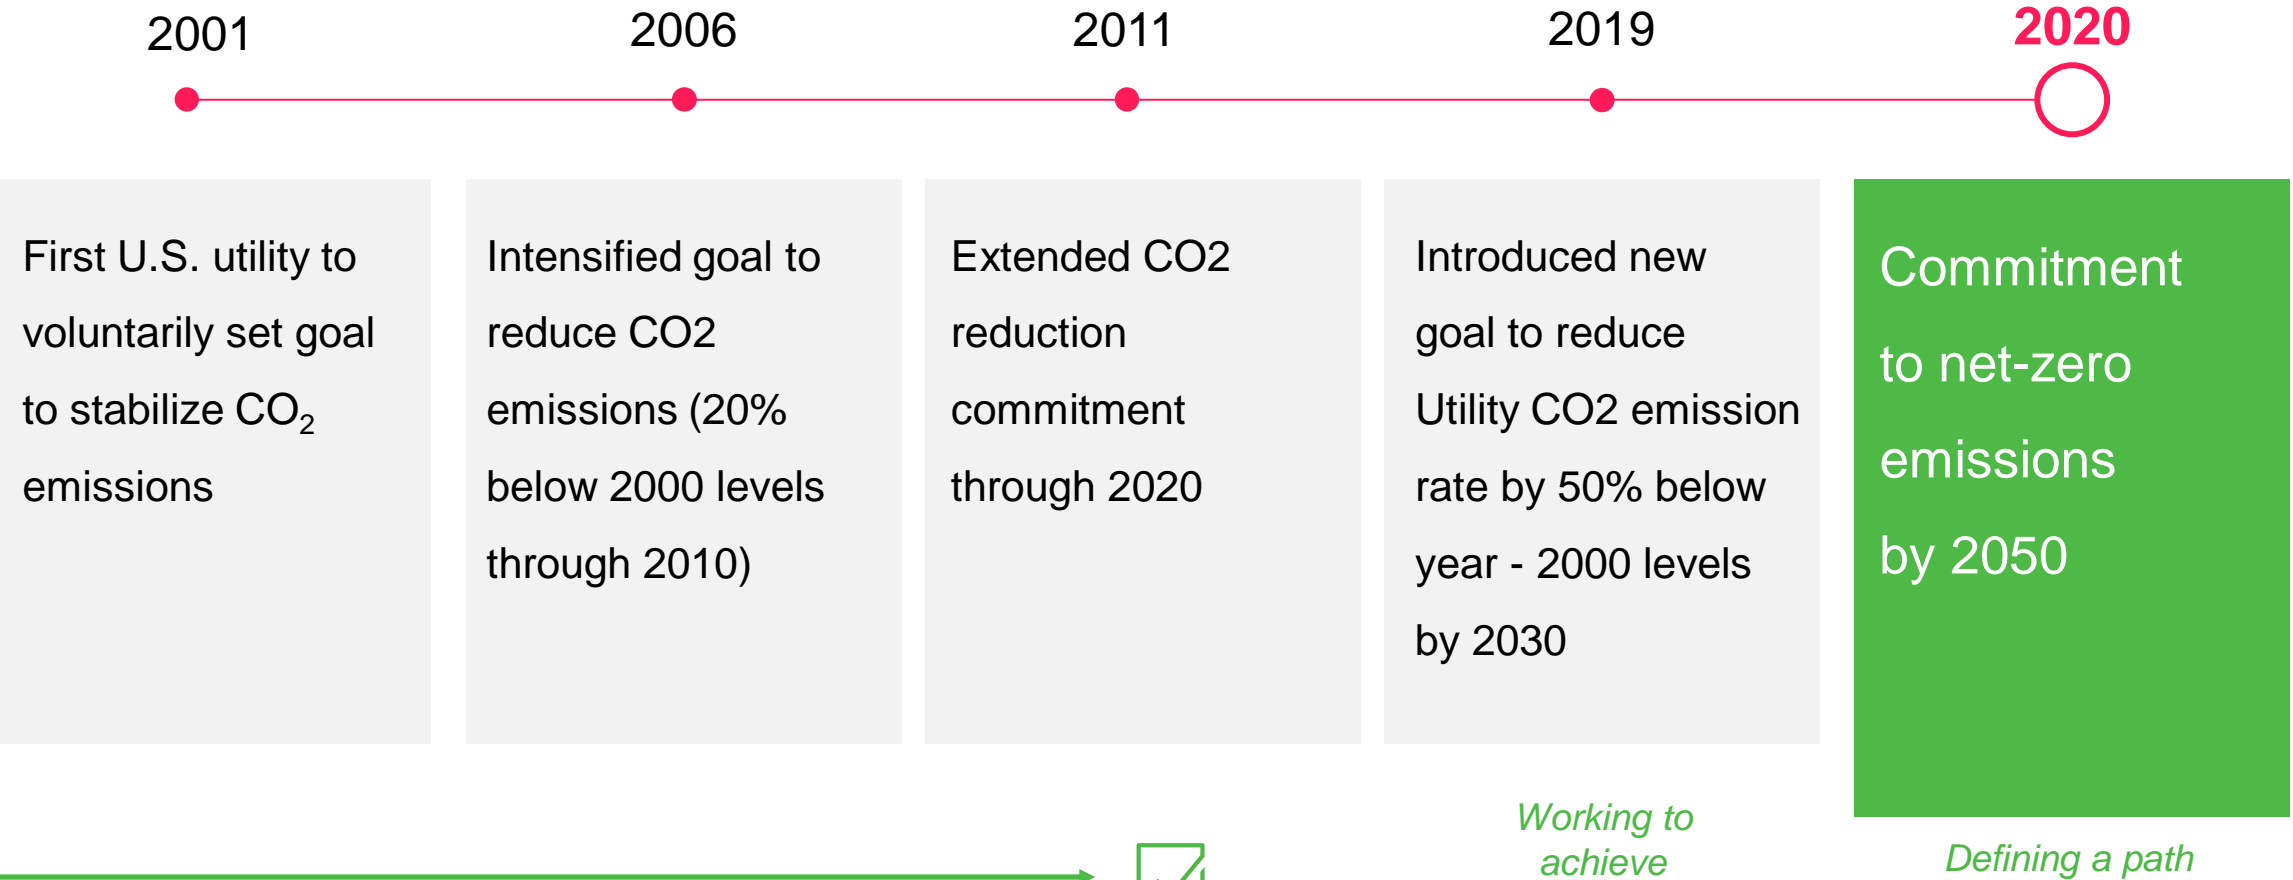 2001
2006
2011
2019
2020
First U.S. utility to
voluntarily set goal
to stabilize CO₂
emissions
Intensified goal to
reduce CO2
emissions (20%
below 2000 levels
through 2010)
Extended CO2
reduction
commitment
through 2020
Introduced new
goal to reduce
Utility CO2 emission
rate by 50% below
year - 2000 levels
by 2030
Commitment
to net-zero
emissions
by 2050
Working to
achieve
Defining a path